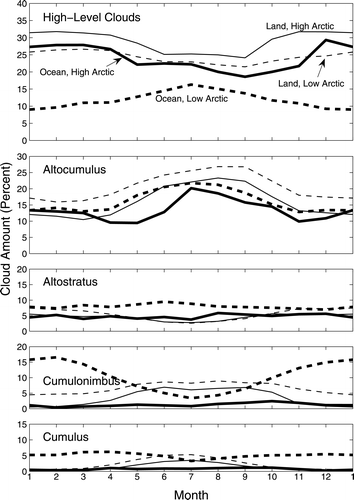 High-Level Clouds
Land, High Arctic
Ocean, High Arctic
Land, Low Arctic
Ocean, Low Arctic
35
30
25
20
15
10
5
0
Altocumulus
30
25
20
15
10
5
0
Altostratus
20
15
10
5
0
Cumulonimbus
20
15
10
5
0
Cumulus
15
10
5
0
Cloud Amount (Percent)
1 2 3 4 5 6 7 8 9 10 11 12 1
Month